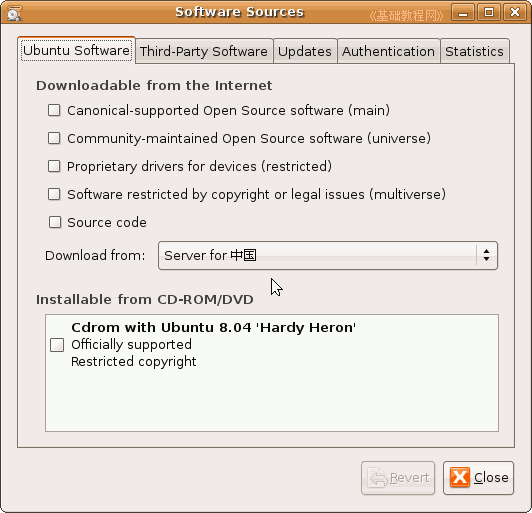 Software Sources
《基础教程网》
Ubuntu Software
Third-Party Software
Updates
Authentication
Statistics
Downloadable from the Internet
Canonical-supported Open Source software (main)
Community-maintained Open Source software (universe)
Proprietary drivers for devices (restricted)
Software restricted by copyright or legal issues (multiverse)
Source code
Download from: Server for 中国
Installable from CD-ROM/DVD
Cdrom with Ubuntu 8.04 'Hardy Heron'
Officially supported
Restricted copyright
Revert
Close